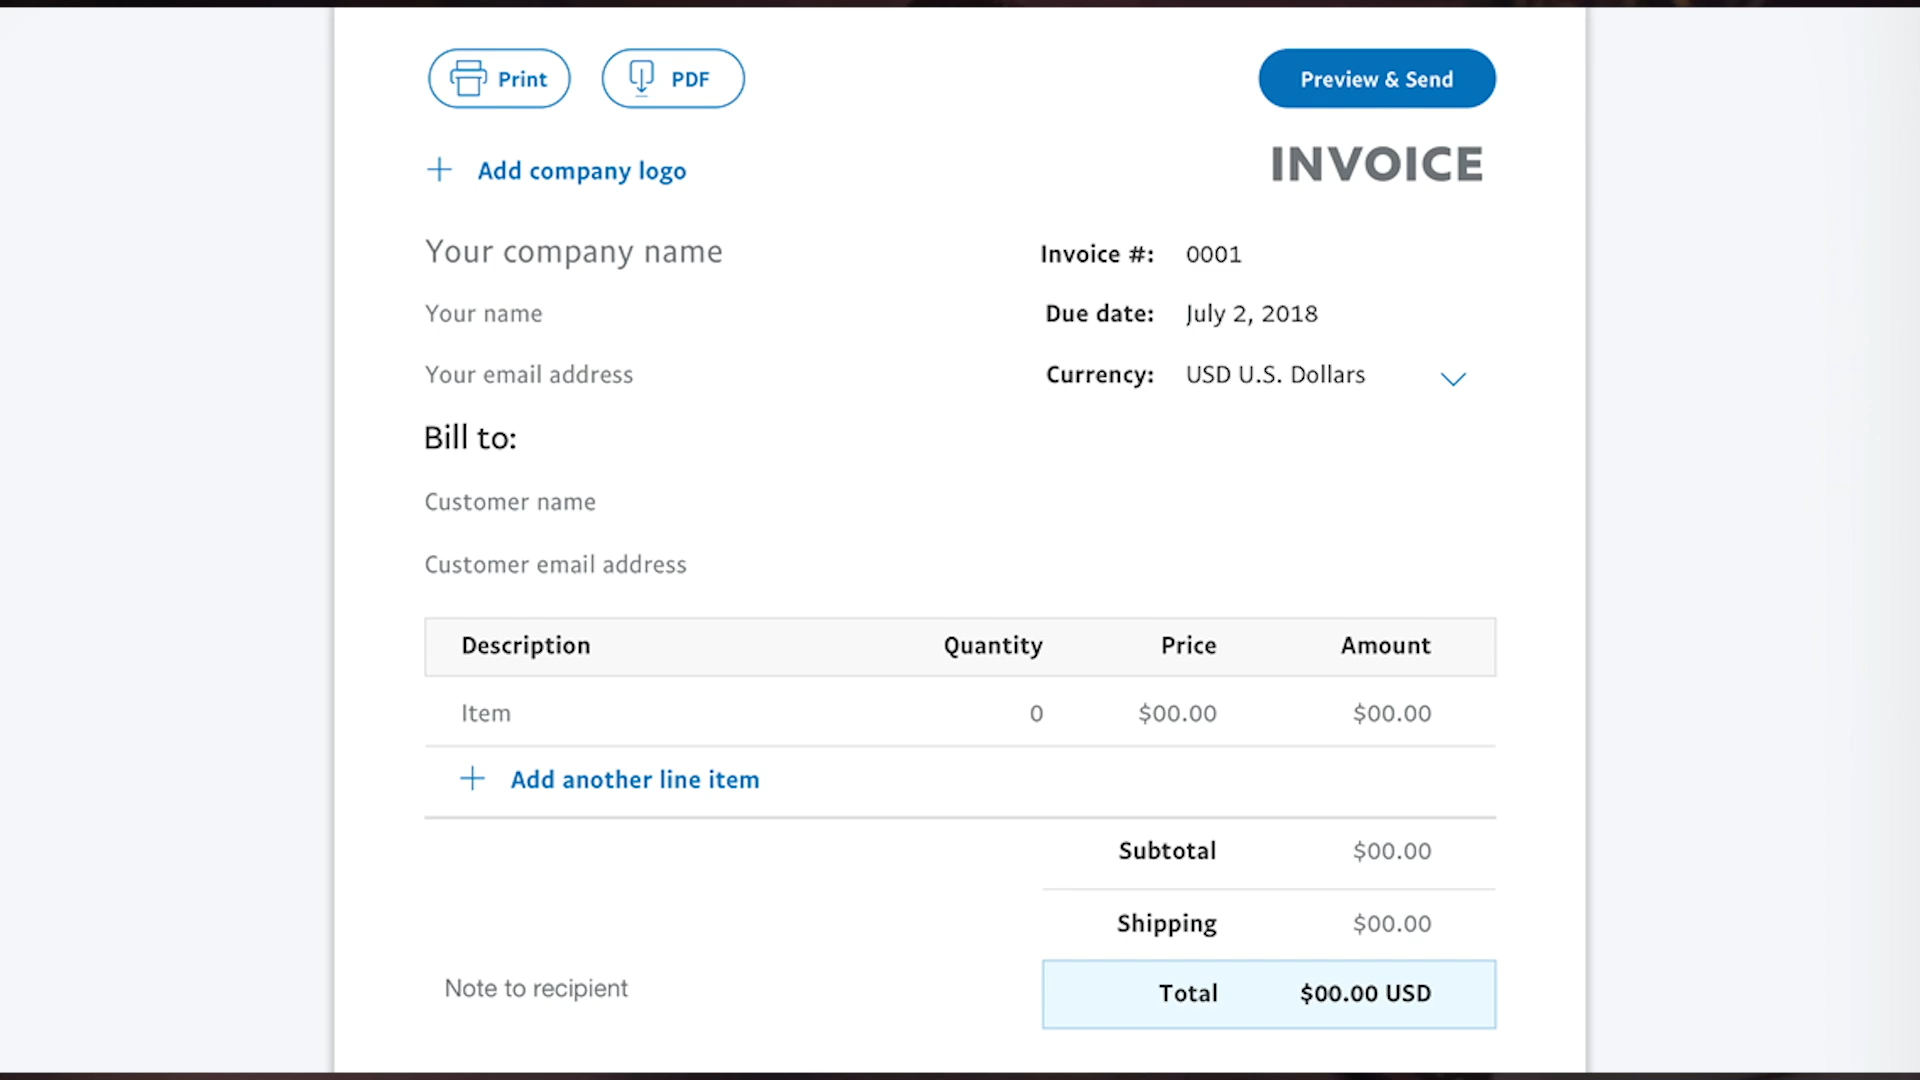 Print PDF Preview & Send
Add company logo INVOICE
Your company name Invoice #: 0001
Your name Due date: July 2, 2018
Your email address Currency: USD U.S. Dollars
Bill to:
Customer name
Customer email address
Description Quantity Price Amount
Item 0 $00.00 $00.00
Add another line item
Subtotal $00.00
Shipping $00.00
Note to recipient Total $00.00 USD